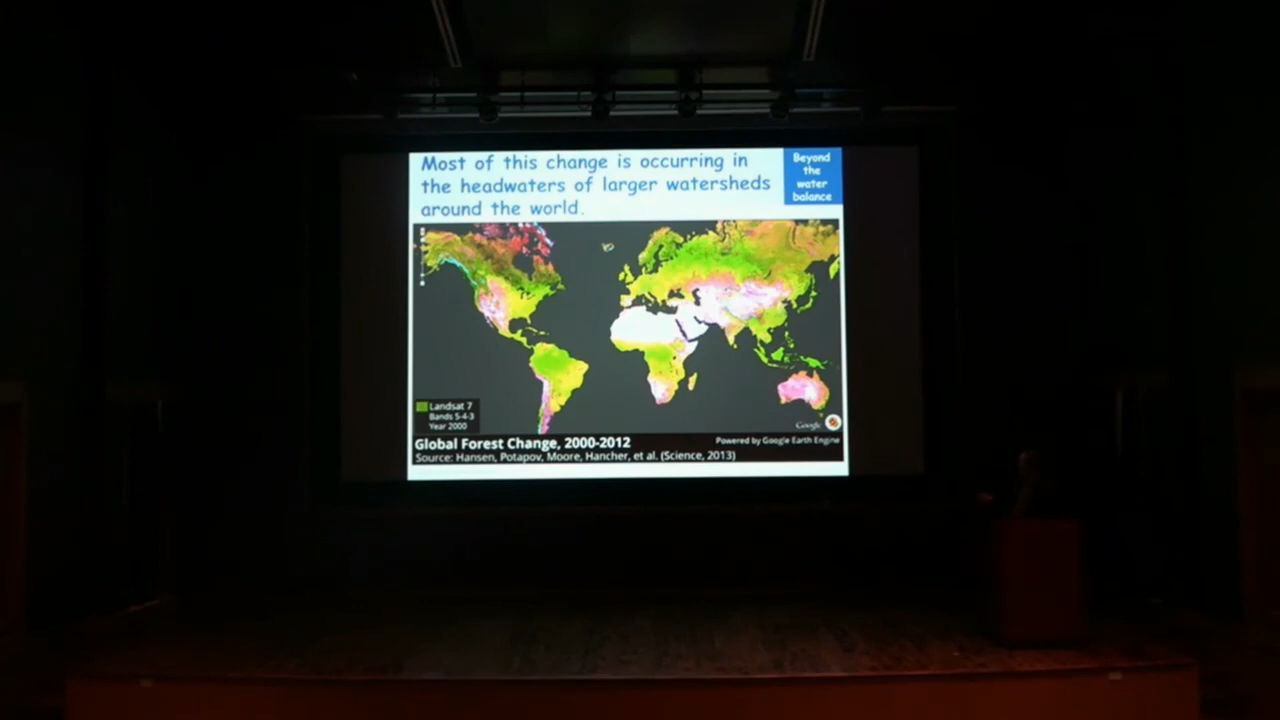 Most of this change is occurring in
the headwaters of larger watersheds
around the world.
Beyond
the
water
balance
Landsat 7
Bands 5-4-3
Year 2000
Google
Global Forest Change, 2000-2012
Powered by Google Earth Engine
Source: Hansen, Potapov, Moore, Hancher, et al. (Science, 2013)